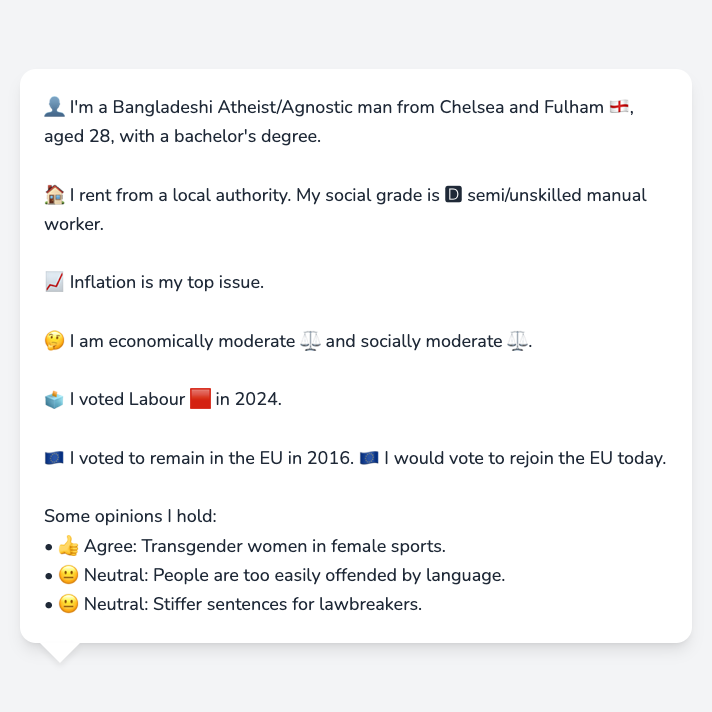 👤 I'm a Bangladeshi Atheist/Agnostic man from Chelsea and Fulham 🏴󠁧󠁢󠁥󠁮󠁧󠁿,
aged 28, with a bachelor's degree.
🏠 I rent from a local authority. My social grade is 🅳 semi/unskilled manual
worker.
📈 Inflation is my top issue.
🤔 I am economically moderate ⚖️ and socially moderate ⚖️.
🗳️ I voted Labour 🟥 in 2024.
🇪🇺 I voted to remain in the EU in 2016. 🇪🇺 I would vote to rejoin the EU today.
Some opinions I hold:
• 👍 Agree: Transgender women in female sports.
• 😐 Neutral: People are too easily offended by language.
• 😐 Neutral: Stiffer sentences for lawbreakers.